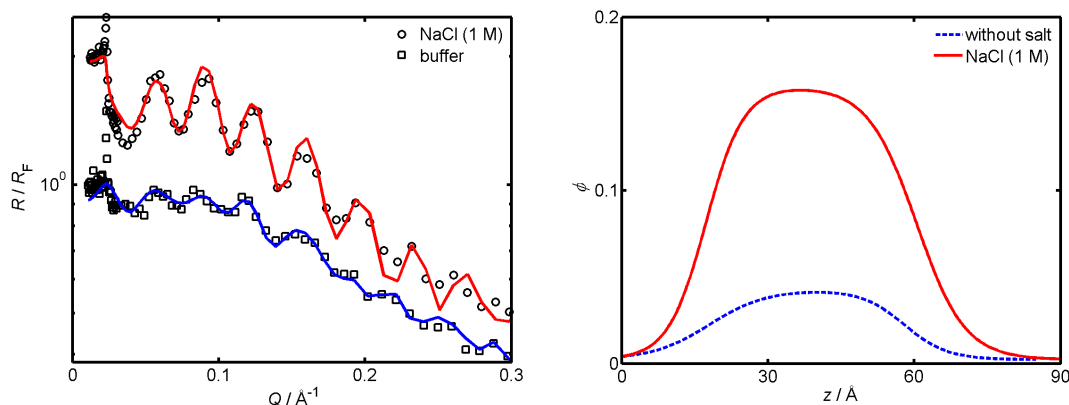 NaCl (1 M)
buffer
R / R_F
10^0
0
0.1
0.2
0.3
Q / Å^-1
without salt
NaCl (1 M)
0.2
0.1
0
ϕ
0
30
60
90
z / Å